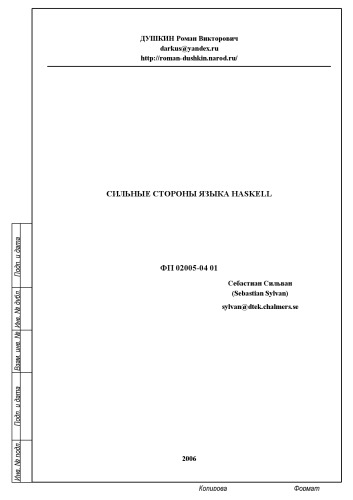 ДУШКИН Роман Викторович
darkus@yandex.ru
http://roman-dushkin.narod.ru/
СИЛЬНЫЕ СТОРОНЫ ЯЗЫКА HASKELL
ФП 02005-04 01
Себастиан Сильван
(Sebastian Sylvan)
sylvan@dtek.chalmers.se
Подп. и дата
Инв. № дубл.
Взам. инв. №
Подп. и дата
Инв. № подл.
2006
Копирова
Формат